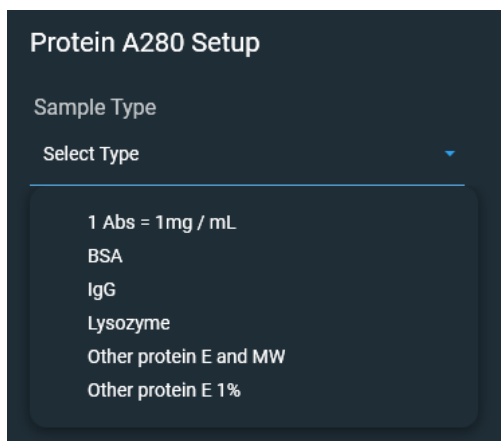 Protein A280 Setup
Sample Type
Select Type
1 Abs = 1mg / mL
BSA
IgG
Lysozyme
Other protein E and MW
Other protein E 1%